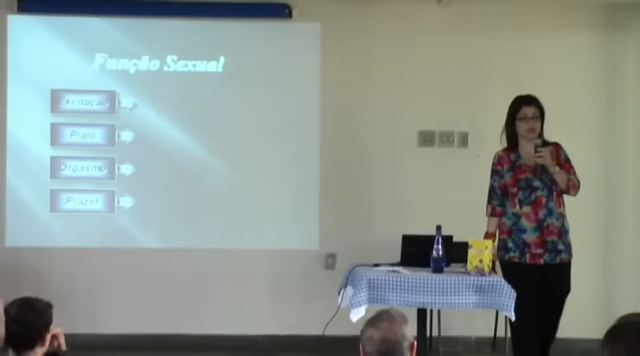 Função Sexual
Excitação
Platô
Orgasmo
Prazer